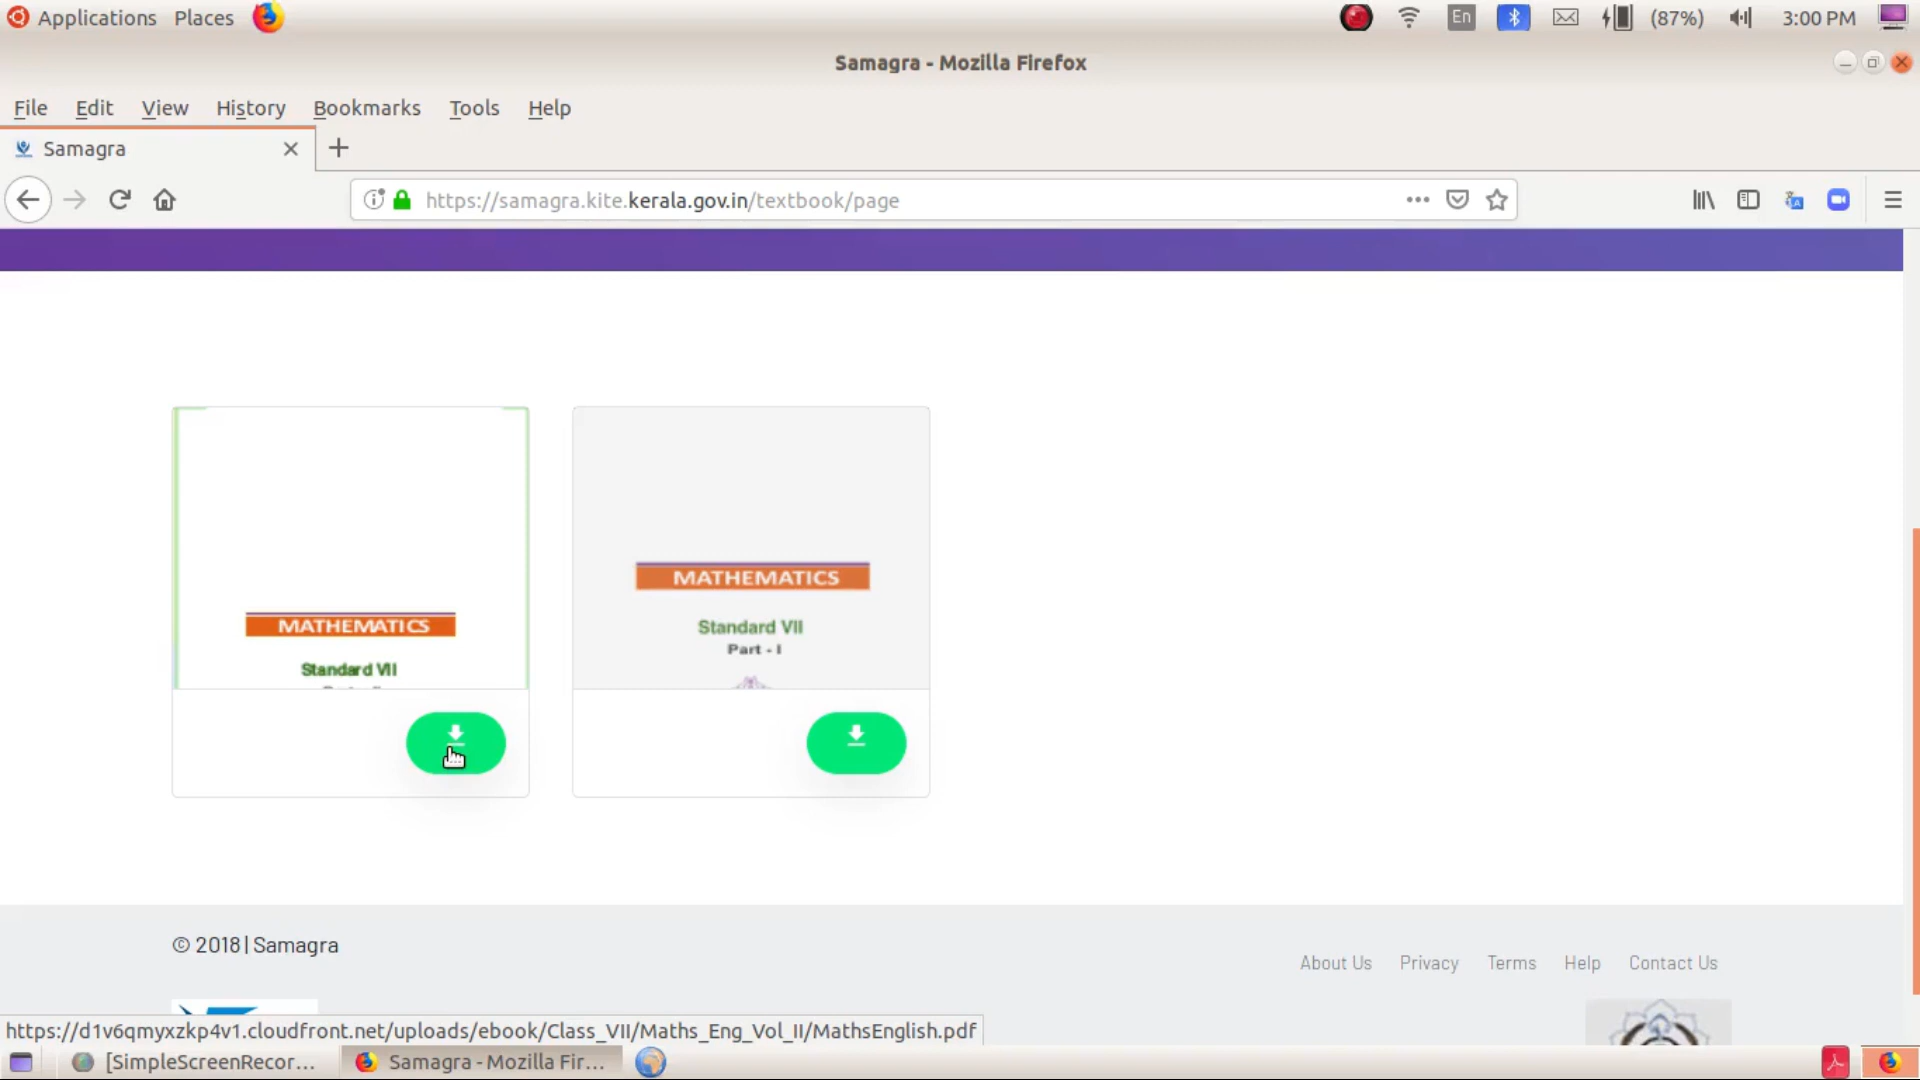 Applications Places En (87%) 3:00 PM
Samagra - Mozilla Firefox
File Edit View History Bookmarks Tools Help
Samagra
https://samagra.kite.kerala.gov.in/textbook/page
MATHEMATICS
Standard VII
MATHEMATICS
Standard VII
Part - I
© 2018 | Samagra
About Us Privacy Terms Help Contact Us
https://d1v6qmyxzkp4v1.cloudfront.net/uploads/ebook/Class_VII/Maths_Eng_Vol_II/MathsEnglish.pdf
[SimpleScreenRecor... Samagra - Mozilla Fir...